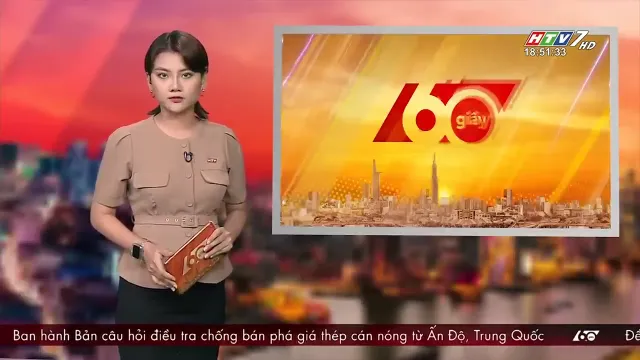 HTV7 HD
18:51:33
60 giây
Ban hành Bản câu hỏi điều tra chống bán phá giá thép cán nóng từ Ấn Độ, Trung Quốc
60